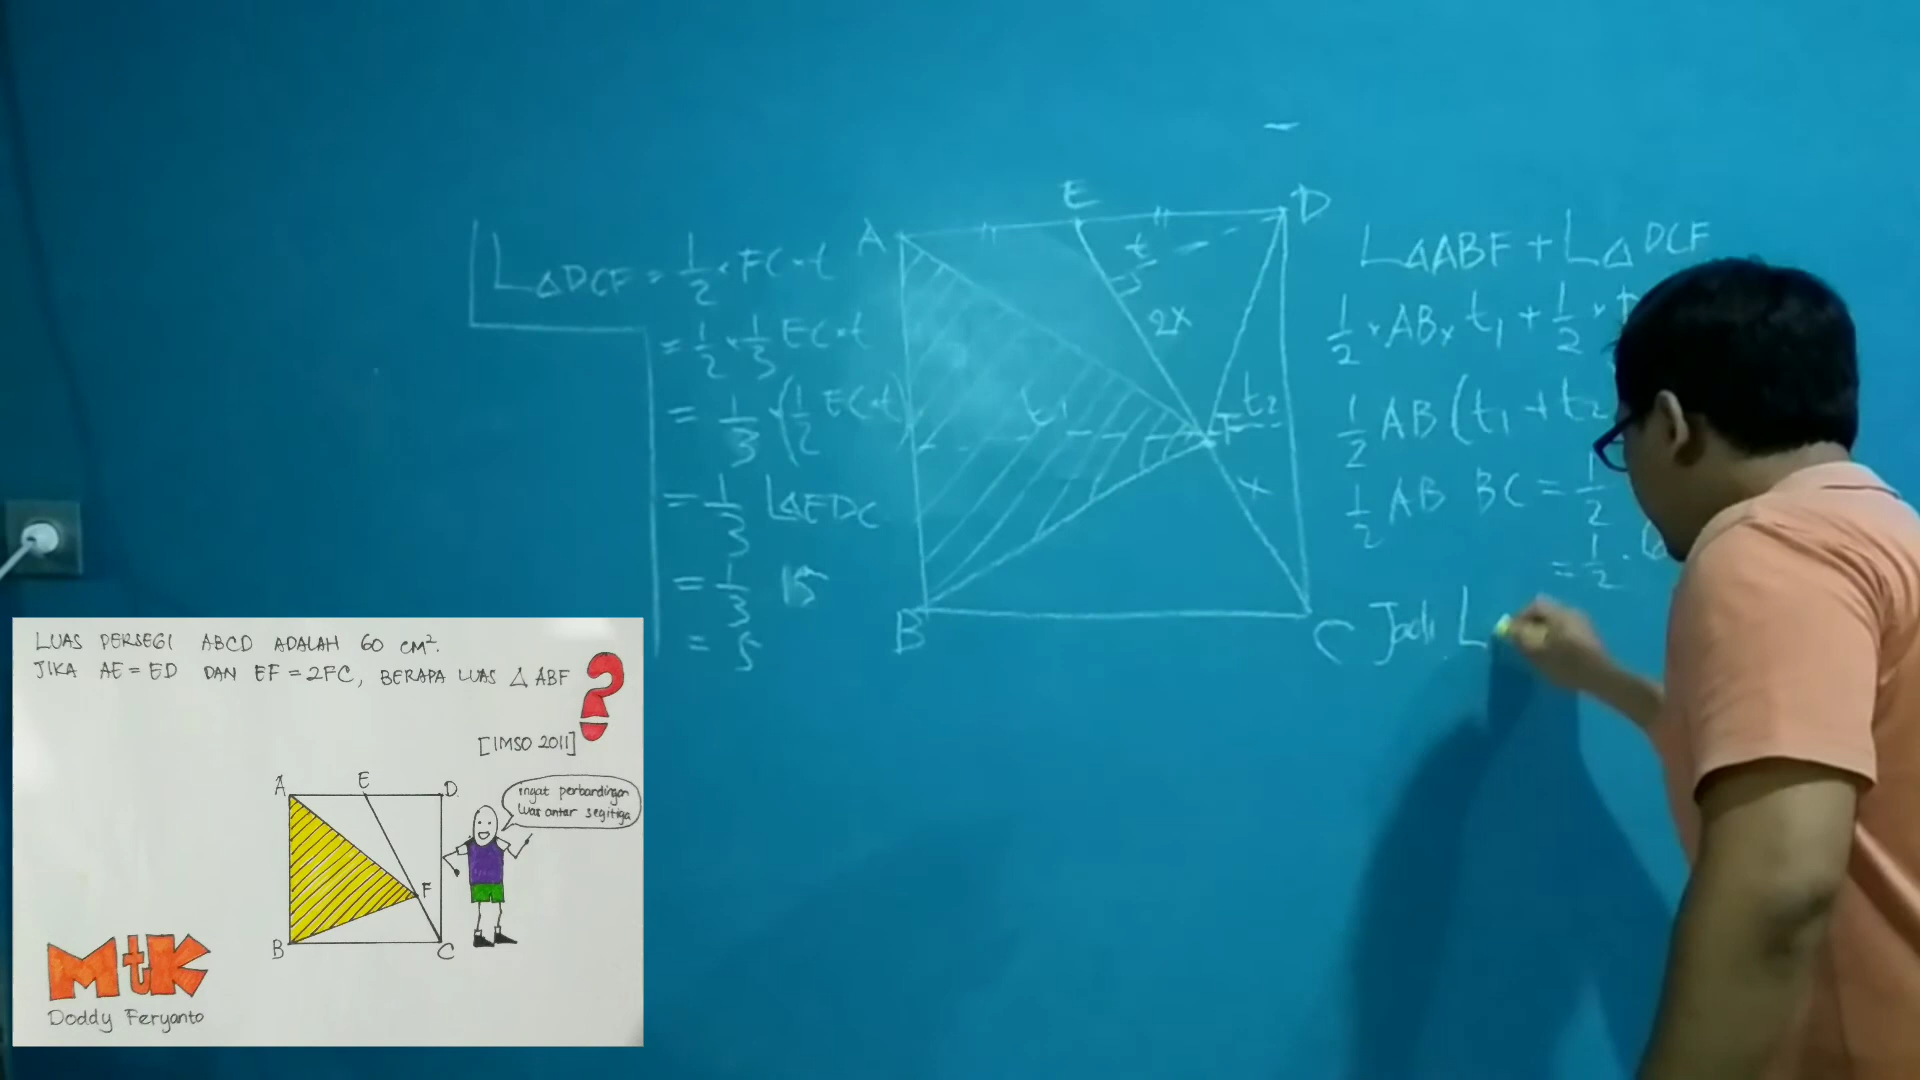 L△DCF = 1/2 × FC × t
= 1/2 × 1/3 EC × t
= 1/3 × (1/2 EC × t)
= 1/3 L△EDC
= 1/3 15
= 5
A
E
D
t
2x
t1
F
t2
x
B
C
L△ABF + L△DCF
1/2 × AB × t1 + 1/2 ×
1/2 AB (t1 + t2
1/2 AB BC = 1/2
= 1/2 . 6
Jadi L
LUAS PERSEGI ABCD ADALAH 60 cm².
JIKA AE = ED DAN EF = 2FC, BERAPA LUAS △ ABF ?
[IMSO 2011]
A
E
D
ingat perbandingan
luas antar segitiga
F
B
C
MtK
Doddy Feryanto